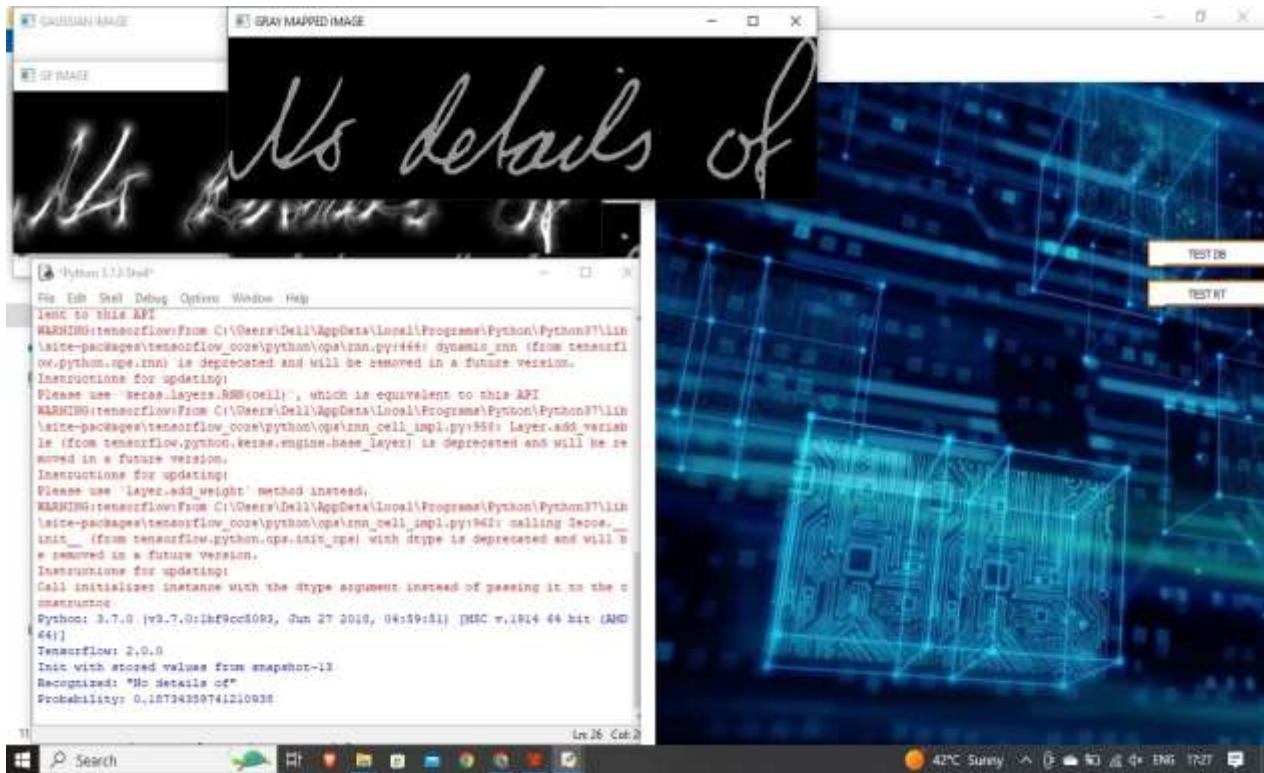 GAUSSIAN IMAGE
GRAY MAPPED IMAGE
GF IMAGE
No details of
No details of
*Python 3.7.0 Shell*
File Edit Shell Debug Options Window Help
lent to this API
WARNING:tensorflow:From C:\Users\Dell\AppData\Local\Programs\Python\Python37\lib
\site-packages\tensorflow_core\python\ops\rnn.py:464: dynamic_rnn (from tensorfl
ow.python.ops.rnn) is deprecated and will be removed in a future version.
Instructions for updating:
Please use `keras.layers.RNN(cell)`, which is equivalent to this API
WARNING:tensorflow:From C:\Users\Dell\AppData\Local\Programs\Python\Python37\lib
\site-packages\tensorflow_core\python\ops\rnn_cell_impl.py:958: Layer.add_variab
le (from tensorflow.python.keras.engine.base_layer) is deprecated and will be re
moved in a future version.
Instructions for updating:
Please use `layer.add_weight` method instead.
WARNING:tensorflow:From C:\Users\Dell\AppData\Local\Programs\Python\Python37\lib
\site-packages\tensorflow_core\python\ops\rnn_cell_impl.py:962: calling Zeros.__
init__ (from tensorflow.python.ops.init_ops) with dtype is deprecated and will b
e removed in a future version.
Instructions for updating:
Call initializer instance with the dtype argument instead of passing it to the c
onstructor
Python: 3.7.0 (v3.7.0:1bf9cc5093, Jun 27 2018, 04:59:51) [MSC v.1914 64 bit (AMD
64)]
Tensorflow: 2.0.0
Init with stored values from snapshot-13
Recognized: "No details of"
Probability: 0.18734359741210938
Ln: 26 Col:
TEST DB
TEST RT
Search
42°C Sunny ENG 17:27